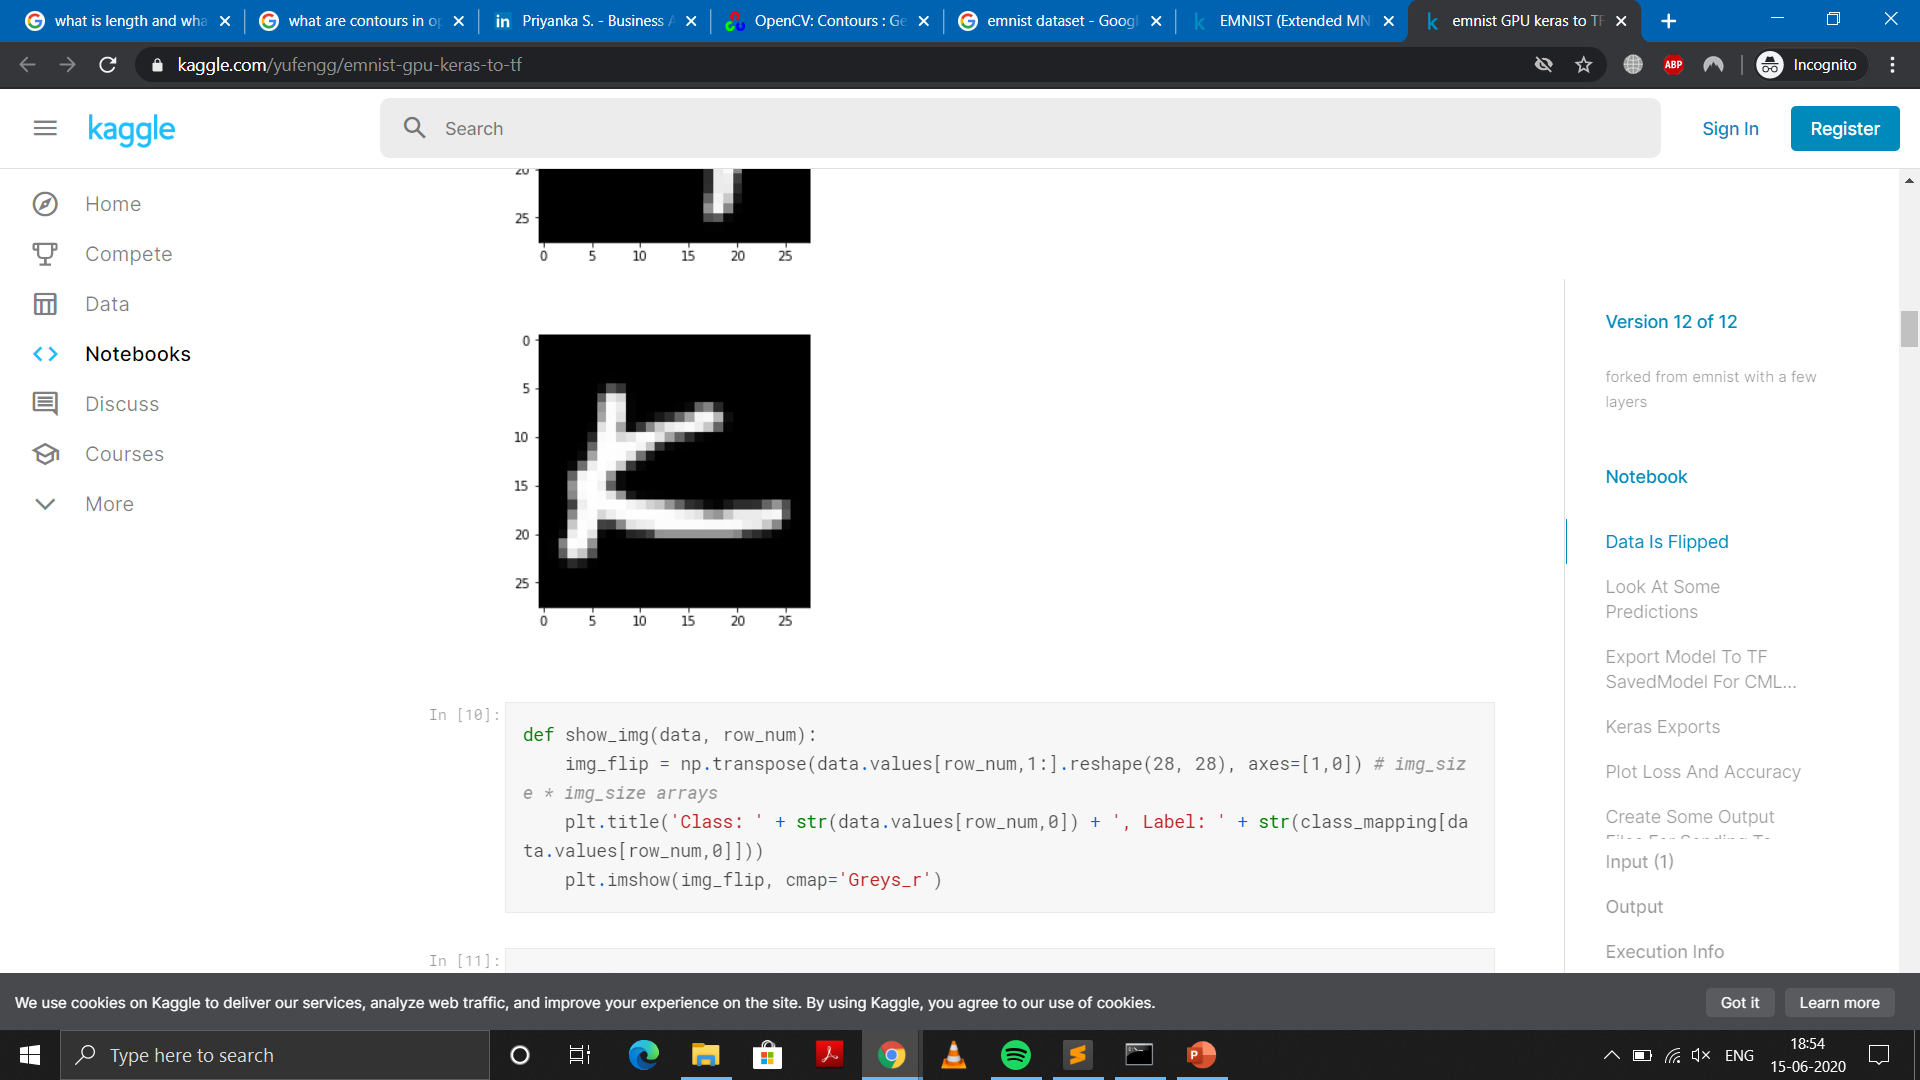 what is length and wha
what are contours in op
Priyanka S. - Business A
OpenCV: Contours : Ge
emnist dataset - Googl
EMNIST (Extended MN
emnist GPU keras to TF
kaggle.com/yufengg/emnist-gpu-keras-to-tf
ABP
Incognito
kaggle
Search
Sign In
Register
Home
Compete
Data
Notebooks
Discuss
Courses
More
20
25
0 5 10 15 20 25
0
5
10
15
20
25
K
0 5 10 15 20 25
In [10]:
def show_img(data, row_num):
    img_flip = np.transpose(data.values[row_num,1:].reshape(28, 28), axes=[1,0]) # img_siz
e * img_size arrays
    plt.title('Class: ' + str(data.values[row_num,0]) + ', Label: ' + str(class_mapping[da
ta.values[row_num,0]]))
    plt.imshow(img_flip, cmap='Greys_r')
In [11]:
Version 12 of 12
forked from emnist with a few
layers
Notebook
Data Is Flipped
Look At Some
Predictions
Export Model To TF
SavedModel For CML...
Keras Exports
Plot Loss And Accuracy
Create Some Output
Files For Sending To
Input (1)
Output
Execution Info
We use cookies on Kaggle to deliver our services, analyze web traffic, and improve your experience on the site. By using Kaggle, you agree to our use of cookies.
Got it
Learn more
Type here to search
ENG
18:54
15-06-2020